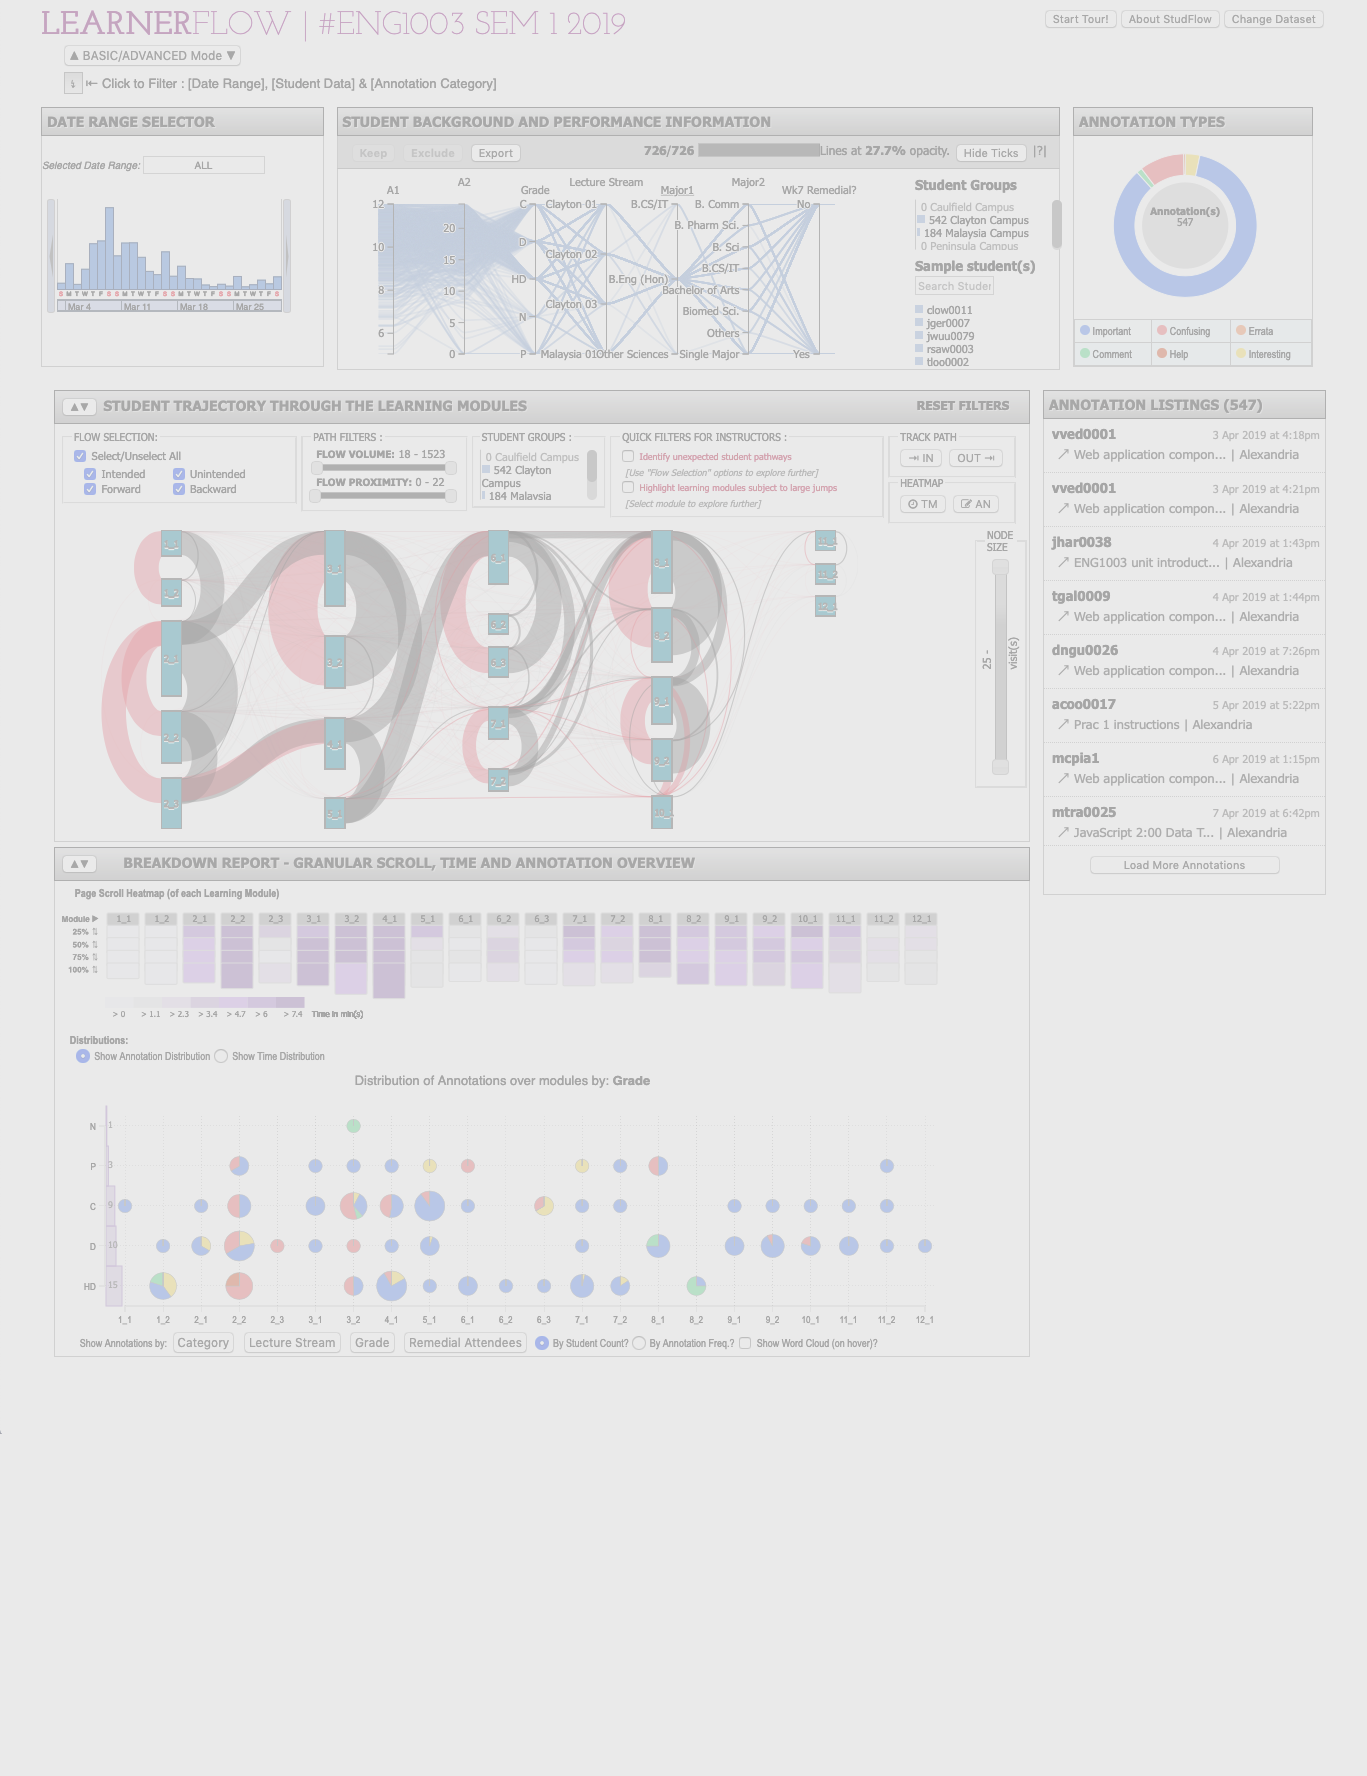 LEARNERFLOW | #ENG1003 SEM 1 2019
Start Tour! About StudFlow Change Dataset
▲ BASIC/ADVANCED Mode ▼
⇤ Click to Filter : [Date Range], [Student Data] & [Annotation Category]
DATE RANGE SELECTOR
Selected Date Range: ALL
S M T W T F S S M T W T F S S M T W T F S S M T W T F S
Mar 4 Mar 11 Mar 18 Mar 25
STUDENT BACKGROUND AND PERFORMANCE INFORMATION
Keep Exclude Export 726/726 Lines at 27.7% opacity. Hide Ticks |?|
A1 A2 Grade Lecture Stream Major1 Major2 Wk7 Remedial?
12 10 8 6
20 15 10 5 0
C D HD N P
Clayton 01
Clayton 02
Clayton 03
Malaysia 01
B.CS/IT
B.Eng (Hon)
Other Sciences
B. Comm
B. Pharm Sci.
B. Sci
B.CS/IT
Bachelor of Arts
Biomed Sci.
Others
Single Major
No
Yes
Student Groups
0 Caulfield Campus
542 Clayton Campus
184 Malaysia Campus
0 Peninsula Campus
Sample student(s)
Search Studer
clow0011
jger0007
jwuu0079
rsaw0003
tloo0002
ANNOTATION TYPES
Annotation(s)
547
Important Confusing Errata
Comment Help Interesting
▲▼ STUDENT TRAJECTORY THROUGH THE LEARNING MODULES RESET FILTERS
FLOW SELECTION:
Select/Unselect All
Intended Unintended
Forward Backward
PATH FILTERS :
FLOW VOLUME: 18 - 1523
FLOW PROXIMITY: 0 - 22
STUDENT GROUPS :
0 Caulfield Campus
542 Clayton
Campus
184 Malaysia
QUICK FILTERS FOR INSTRUCTORS :
Identify unexpected student pathways
[Use "Flow Selection" options to explore further]
Highlight learning modules subject to large jumps
[Select module to explore further]
TRACK PATH
⇥ IN OUT ⇥
HEATMAP
TM AN
1_1
1_2
2_1
2_2
2_3
3_1
3_2
4_1
5_1
6_1
6_2
6_3
7_1
7_2
8_1
8_2
9_1
9_2
10_1
11_1
11_2
12_1
NODE
SIZE
25 -
visit(s)
ANNOTATION LISTINGS (547)
vved0001 3 Apr 2019 at 4:18pm
↗ Web application compon... | Alexandria
vved0001 3 Apr 2019 at 4:21pm
↗ Web application compon... | Alexandria
jhar0038 4 Apr 2019 at 1:43pm
↗ ENG1003 unit introduct... | Alexandria
tgal0009 4 Apr 2019 at 1:44pm
↗ Web application compon... | Alexandria
dngu0026 4 Apr 2019 at 7:26pm
↗ Web application compon... | Alexandria
acoo0017 5 Apr 2019 at 5:22pm
↗ Prac 1 instructions | Alexandria
mcpia1 6 Apr 2019 at 1:15pm
↗ Web application compon... | Alexandria
mtra0025 7 Apr 2019 at 6:42pm
↗ JavaScript 2:00 Data T... | Alexandria
Load More Annotations
▲▼ BREAKDOWN REPORT - GRANULAR SCROLL, TIME AND ANNOTATION OVERVIEW
Page Scroll Heatmap (of each Learning Module)
Module ▶ 1_1 1_2 2_1 2_2 2_3 3_1 3_2 4_1 5_1 6_1 6_2 6_3 7_1 7_2 8_1 8_2 9_1 9_2 10_1 11_1 11_2 12_1
25% ⇅
50% ⇅
75% ⇅
100% ⇅
> 0 > 1.1 > 2.3 > 3.4 > 4.7 > 6 > 7.4 Time in min(s)
Distributions:
Show Annotation Distribution Show Time Distribution
Distribution of Annotations over modules by: Grade
N 1
P 3
C 9
D 10
HD 15
1_1 1_2 2_1 2_2 2_3 3_1 3_2 4_1 5_1 6_1 6_2 6_3 7_1 7_2 8_1 8_2 9_1 9_2 10_1 11_1 11_2 12_1
Show Annotations by: Category Lecture Stream Grade Remedial Attendees By Student Count? By Annotation Freq.? Show Word Cloud (on hover)?